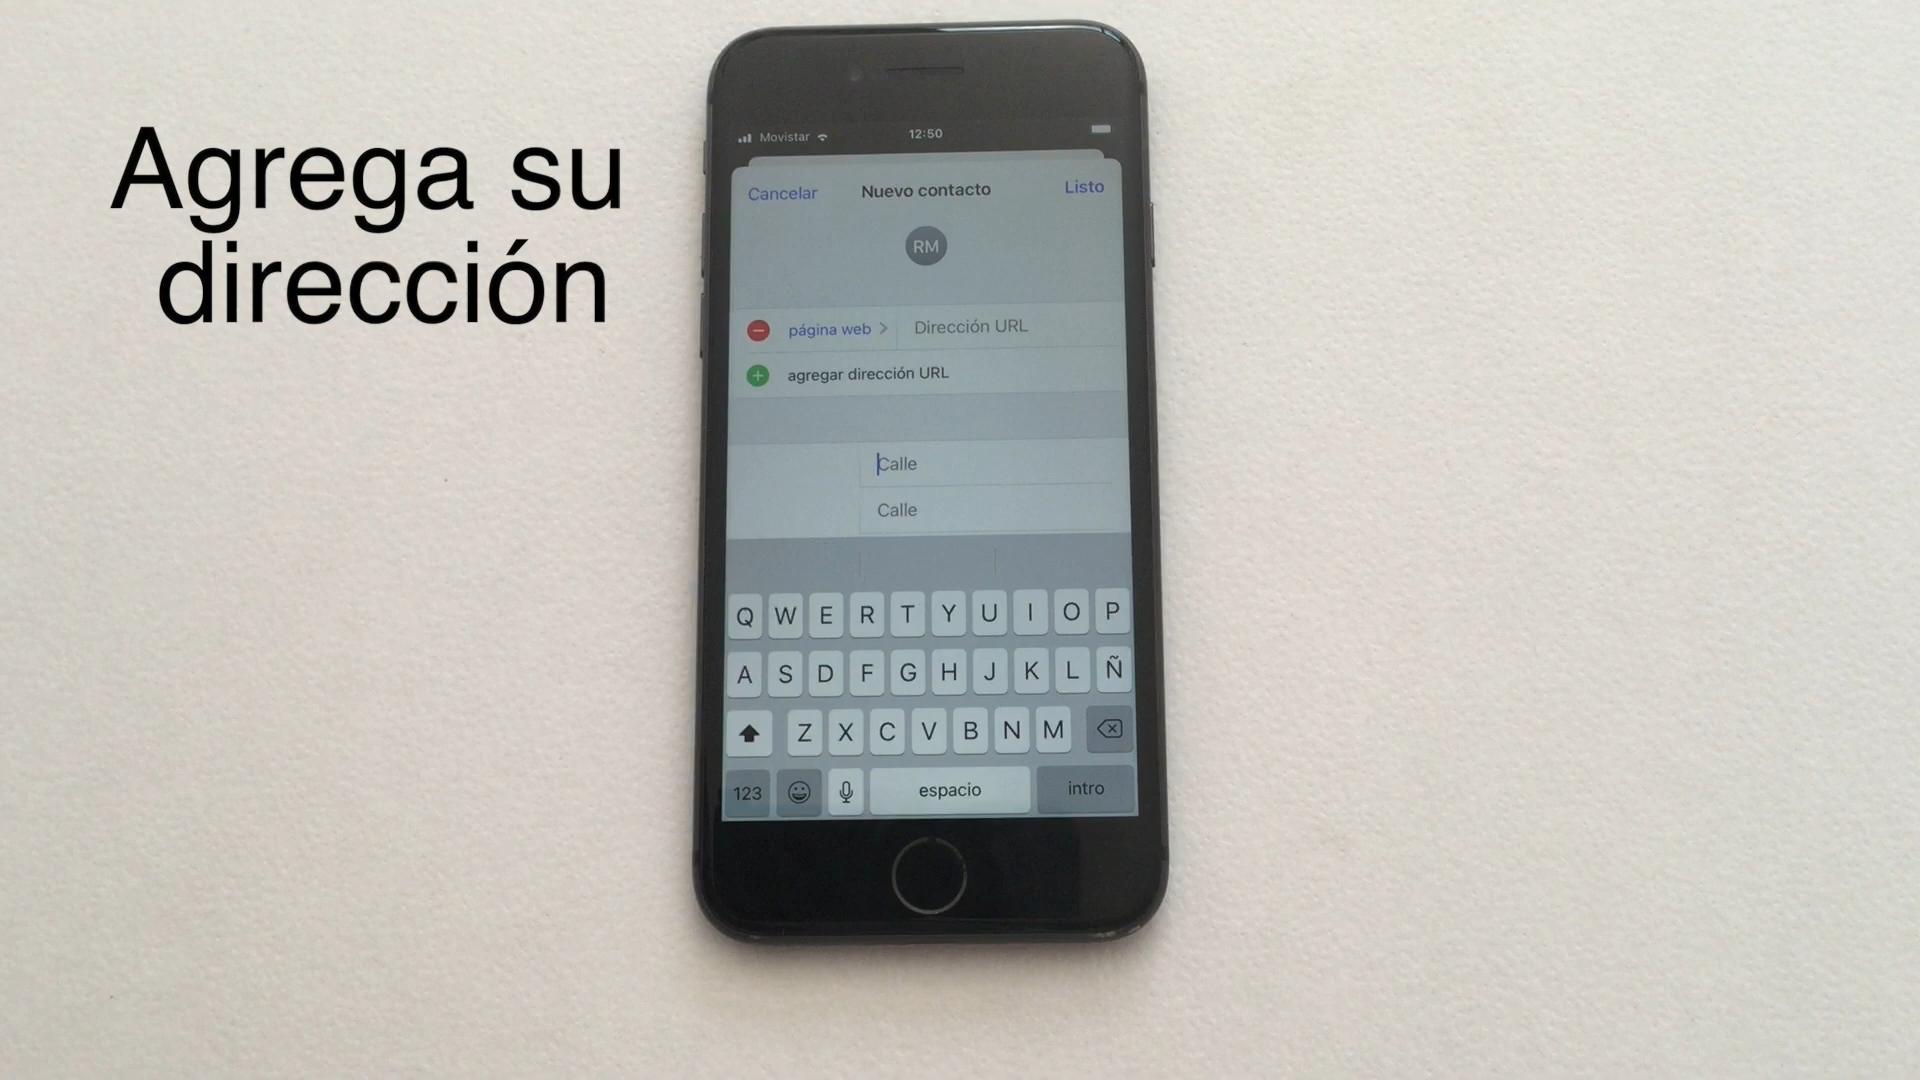 Agrega su
dirección
Movistar 12:50
Cancelar Nuevo contacto Listo
RM
página web Dirección URL
agregar dirección URL
Calle
Calle
Q W E R T Y U I O P
A S D F G H J K L Ñ
Z X C V B N M
123 espacio intro